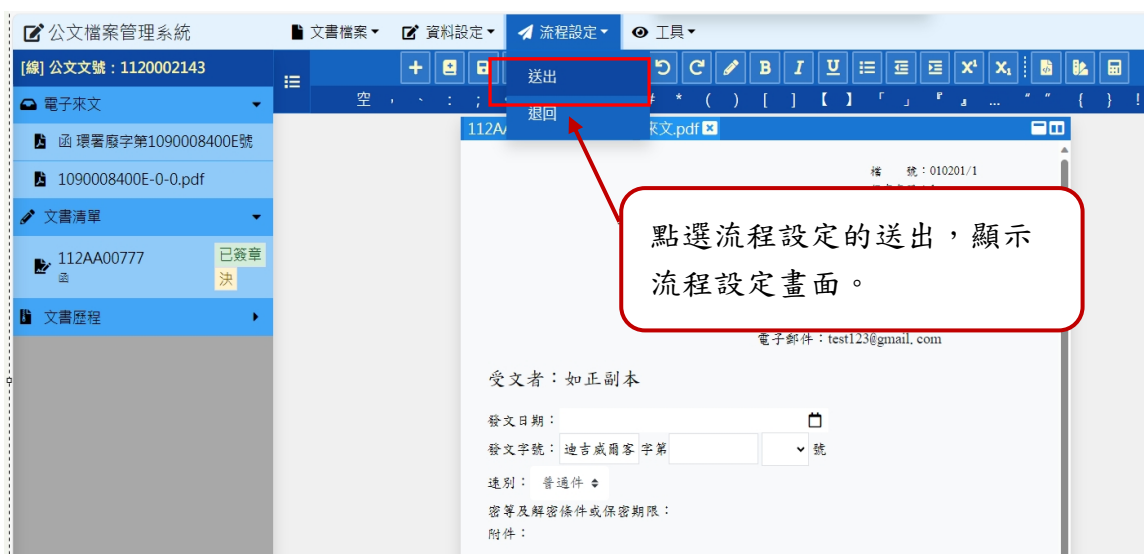 公文檔案管理系統
文書檔案
資料設定
流程設定
工具
[線] 公文文號：1120002143
送出
退回
B I U X¹ X₁
空 , 、 : ;
* ( ) [ ] 【 】 「 」 『 』 … “ ” { } !
電子來文
函 環署廢字第1090008400E號
1090008400E-0-0.pdf
文書清單
112AA00777
已簽章
函
決
文書歷程
112A
來文.pdf
檔 號：010201/1
點選流程設定的送出，顯示
流程設定畫面。
電子郵件：test123@gmail.com
受文者：如正副本
發文日期：
發文字號：迪吉威爾客 字第 號
速別：普通件
密等及解密條件或保密期限：
附件：